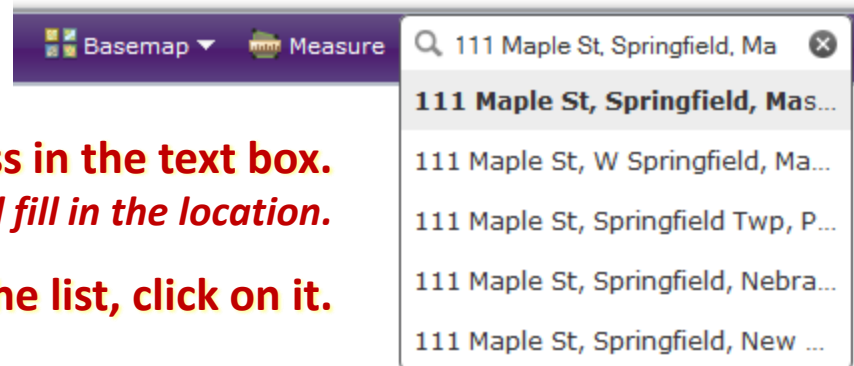 Basemap Measure 111 Maple St, Springfield, Ma
111 Maple St, Springfield, Mas...
111 Maple St, W Springfield, Ma...
111 Maple St, Springfield Twp, P...
111 Maple St, Springfield, Nebra...
111 Maple St, Springfield, New ...
in the text box.
fill in the location.
list, click on it.